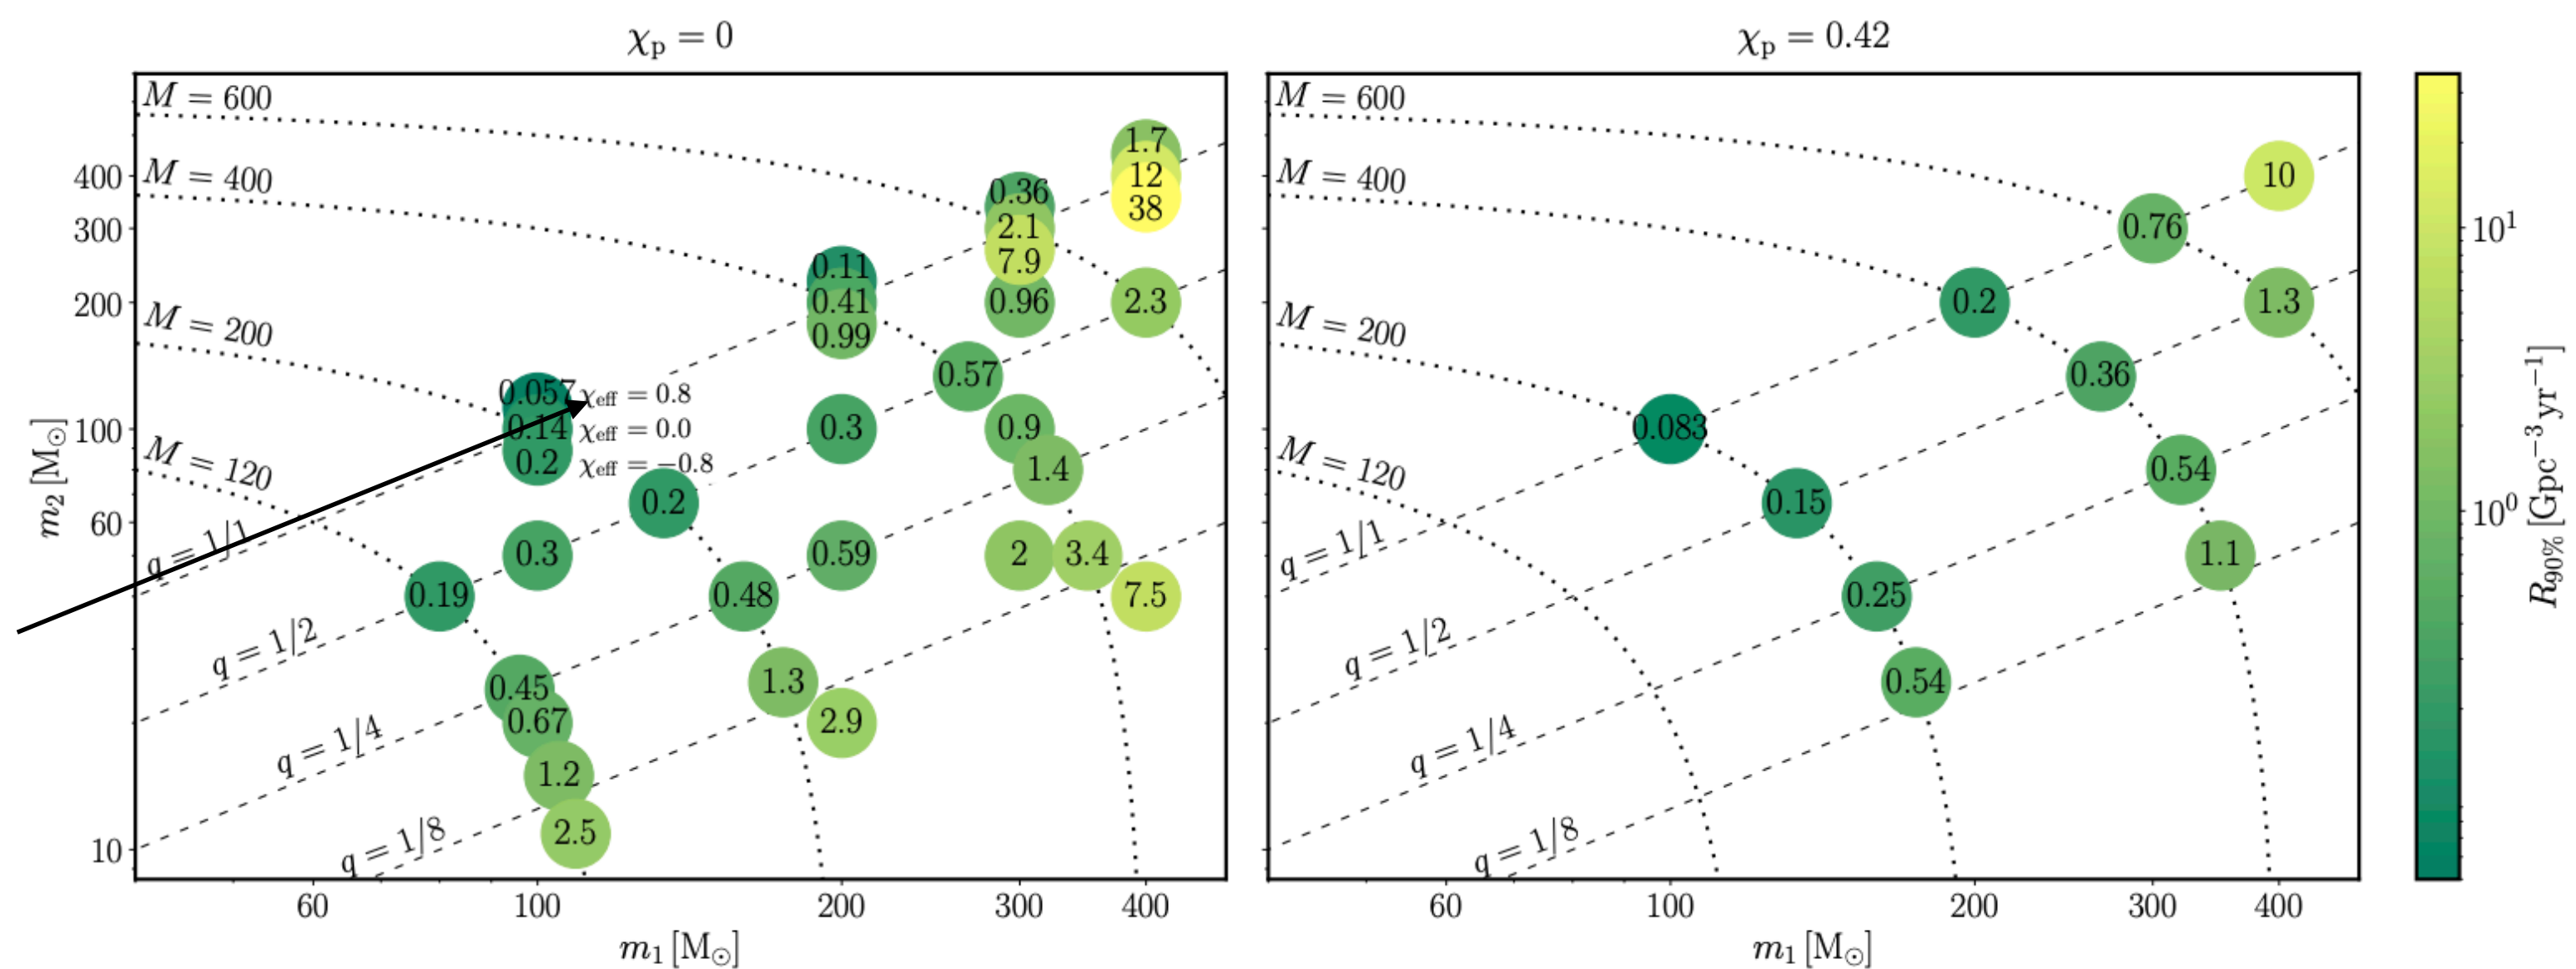 χ_p = 0
M = 600
M = 400
M = 200
M = 120
q = 1/1
q = 1/2
q = 1/4
q = 1/8
1.7
12
38
0.36
2.1
7.9
0.96
2.3
0.11
0.41
0.99
0.57
0.057
0.14
0.2
χ_eff = 0.8
χ_eff = 0.0
χ_eff = −0.8
0.3
0.9
1.4
0.2
0.3
0.59
2
3.4
7.5
0.19
0.48
0.45
0.67
1.3
2.9
1.2
2.5
400
300
200
100
60
10
m₂ [M☉]
60
100
200
300
400
m₁ [M☉]
χ_p = 0.42
M = 600
M = 400
M = 200
M = 120
q = 1/1
q = 1/2
q = 1/4
q = 1/8
10
0.76
0.2
1.3
0.36
0.083
0.54
0.15
1.1
0.25
0.54
60
100
200
300
400
m₁ [M☉]
10¹
10⁰
R₉₀% [Gpc⁻³ yr⁻¹]